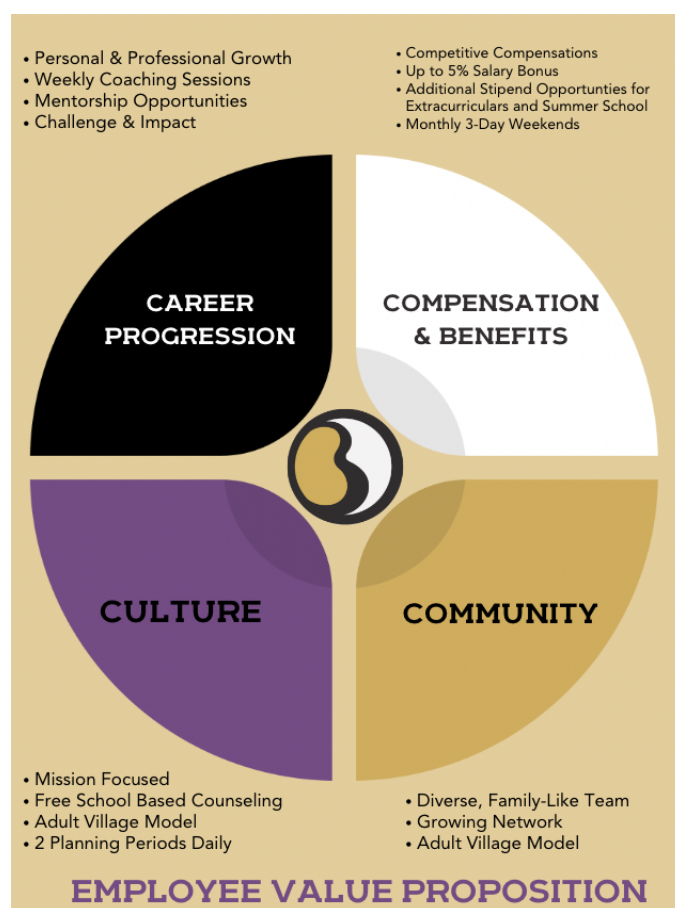 • Personal & Professional Growth
• Weekly Coaching Sessions
• Mentorship Opportunities
• Challenge & Impact
• Competitive Compensations
• Up to 5% Salary Bonus
• Additional Stipend Opportunties for
Extracurriculars and Summer School
• Monthly 3-Day Weekends
CAREER
PROGRESSION
COMPENSATION
& BENEFITS
CULTURE
COMMUNITY
• Mission Focused
• Free School Based Counseling
• Adult Village Model
• 2 Planning Periods Daily
• Diverse, Family-Like Team
• Growing Network
• Adult Village Model
EMPLOYEE VALUE PROPOSITION